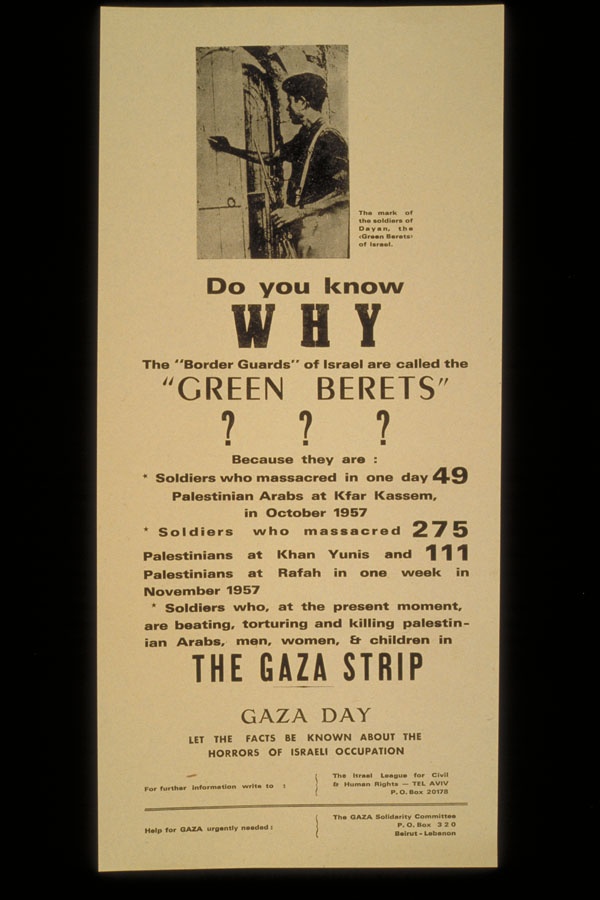 The mark of
the soldiers of
Dayan, the
‹Green Berets›
of Israel.
Do you know
WHY
The "Border Guards" of Israel are called the
"GREEN BERETS"
? ? ?
Because they are :
* Soldiers who massacred in one day 49
Palestinian Arabs at Kfar Kassem,
in October 1957
* Soldiers who massacred 275
Palestinians at Khan Yunis and 111
Palestinians at Rafah in one week in
November 1957
* Soldiers who, at the present moment,
are beating, torturing and killing palestin-
ian Arabs, men, women, & children in
THE GAZA STRIP
GAZA DAY
LET THE FACTS BE KNOWN ABOUT THE
HORRORS OF ISRAELI OCCUPATION
For further information write to :
The Israel League for Civil
& Human Rights — TEL AVIV
P.O. Box 20178
Help for GAZA urgently needed :
The GAZA Solidarity Committee
P.O. Box 320
Beirut - Lebanon